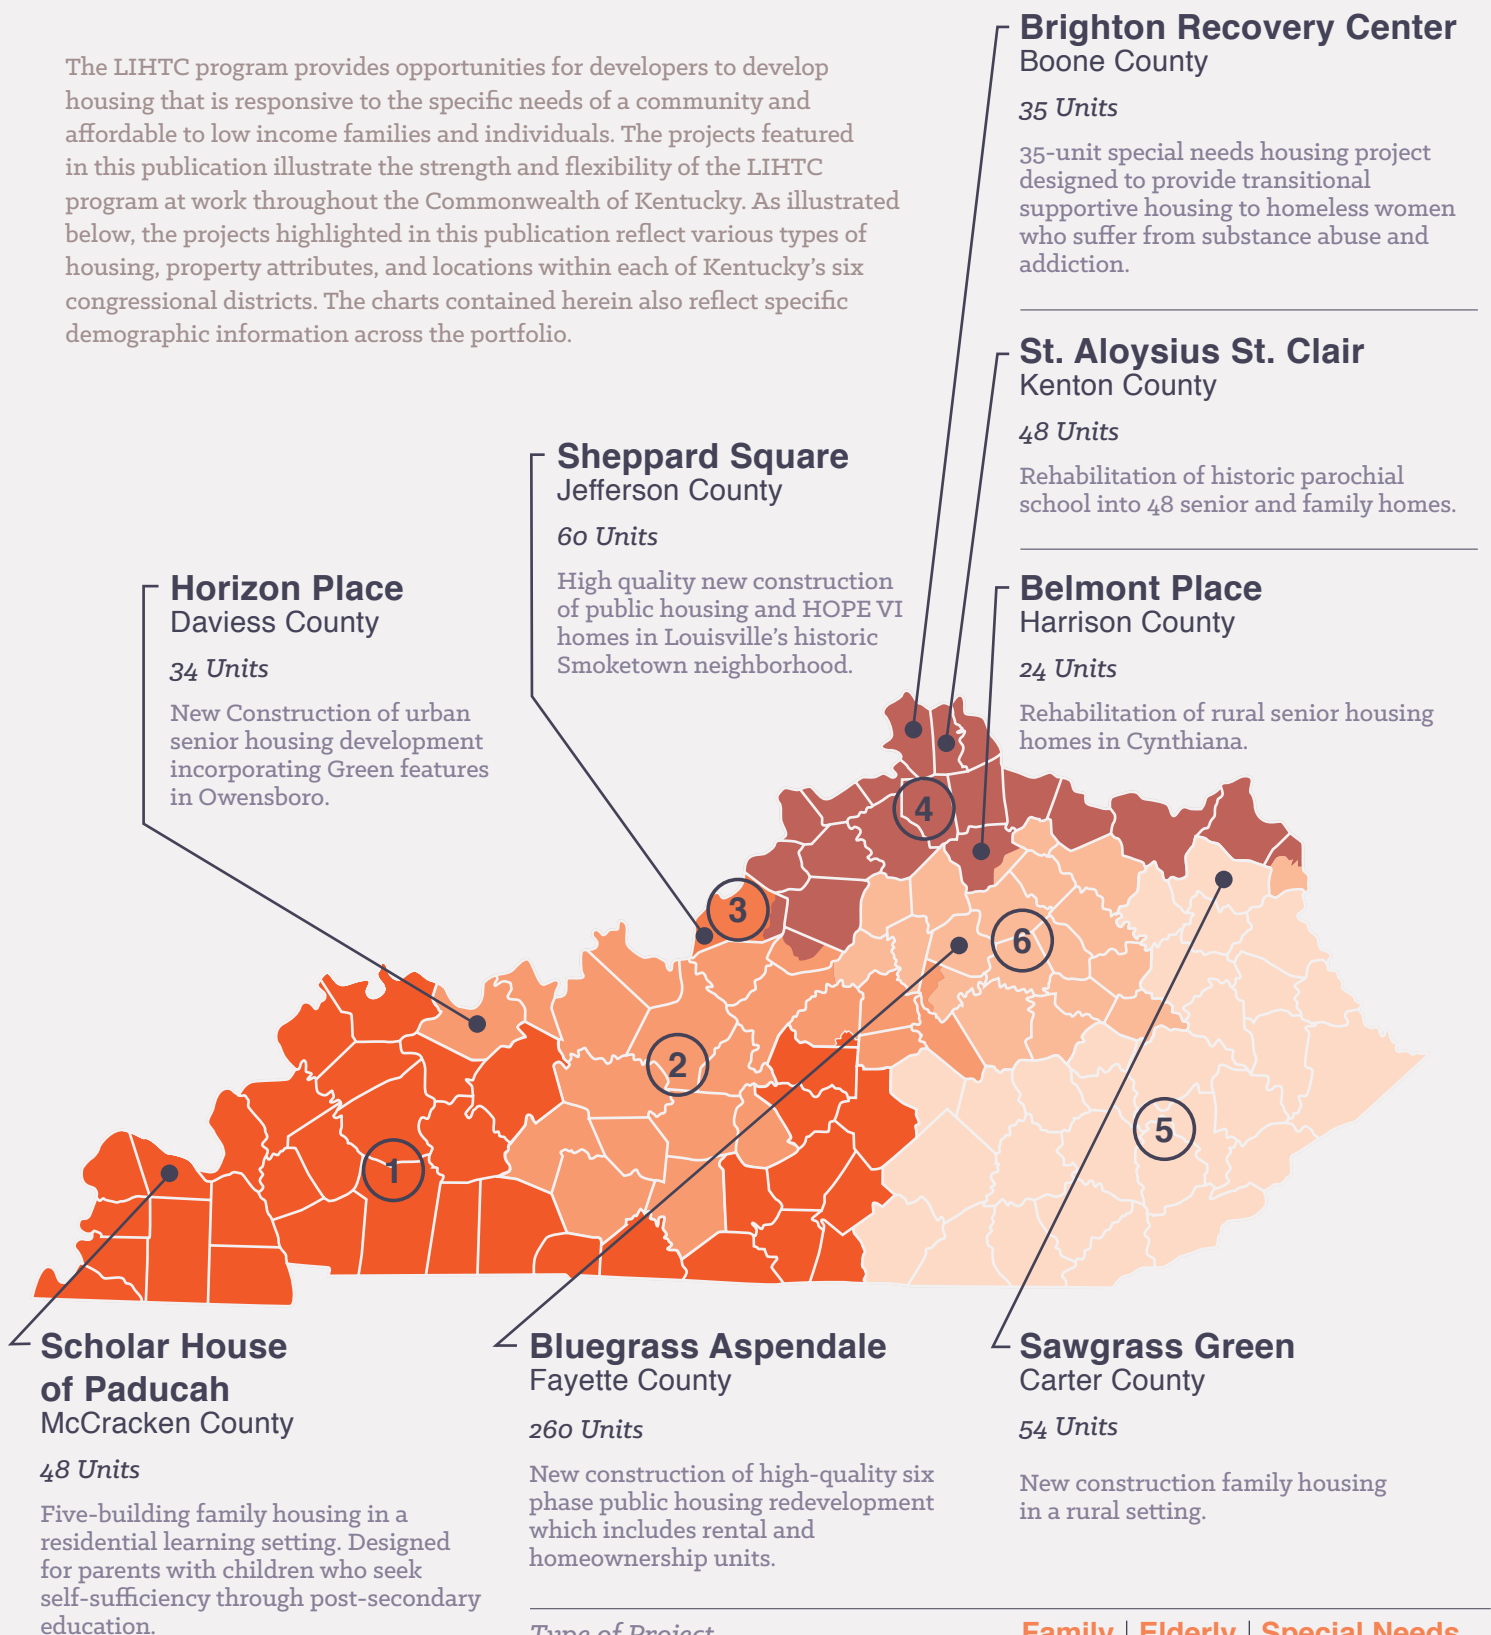 The LIHTC program provides opportunities for developers to develop
housing that is responsive to the specific needs of a community and
affordable to low income families and individuals. The projects featured
in this publication illustrate the strength and flexibility of the LIHTC
program at work throughout the Commonwealth of Kentucky. As illustrated
below, the projects highlighted in this publication reflect various types of
housing, property attributes, and locations within each of Kentucky's six
congressional districts. The charts contained herein also reflect specific
demographic information across the portfolio.
Brighton Recovery Center
Boone County
35 Units
35-unit special needs housing project
designed to provide transitional
supportive housing to homeless women
who suffer from substance abuse and
addiction.
St. Aloysius St. Clair
Kenton County
48 Units
Rehabilitation of historic parochial
school into 48 senior and family homes.
Sheppard Square
Jefferson County
60 Units
High quality new construction
of public housing and HOPE VI
homes in Louisville's historic
Smoketown neighborhood.
Horizon Place
Daviess County
34 Units
New Construction of urban
senior housing development
incorporating Green features
in Owensboro.
Belmont Place
Harrison County
24 Units
Rehabilitation of rural senior housing
homes in Cynthiana.
4
3
6
2
5
1
Scholar House
of Paducah
McCracken County
48 Units
Five-building family housing in a
residential learning setting. Designed
for parents with children who seek
self-sufficiency through post-secondary
education.
Bluegrass Aspendale
Fayette County
260 Units
New construction of high-quality six
phase public housing redevelopment
which includes rental and
homeownership units.
Sawgrass Green
Carter County
54 Units
New construction family housing
in a rural setting.
Type of Project
Family | Elderly | Special Needs